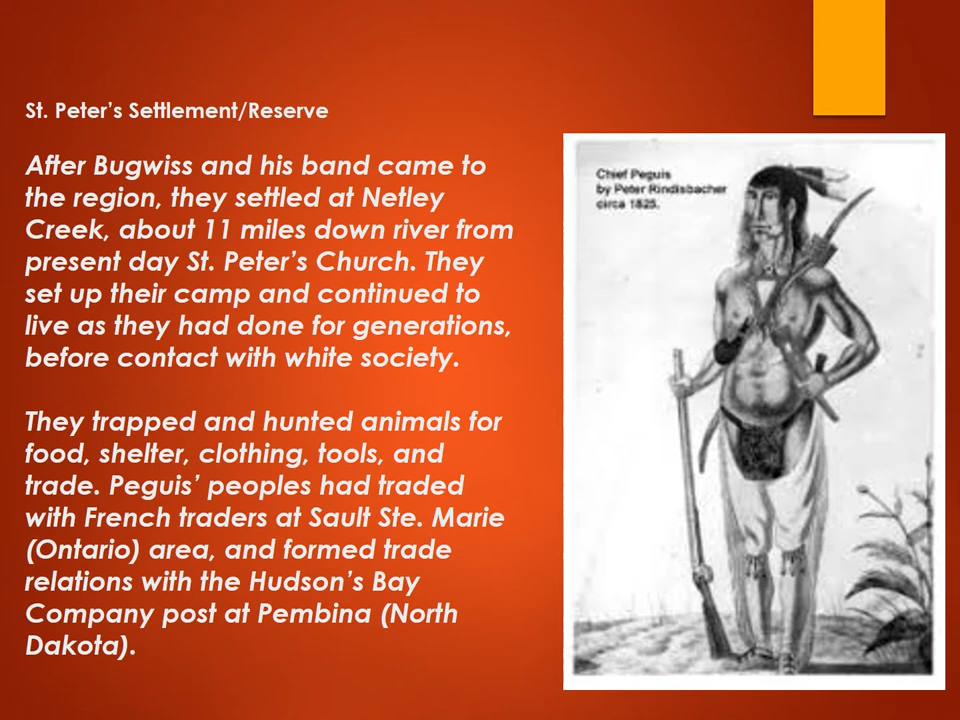 St. Peter’s Settlement/Reserve
After Bugwiss and his band came to
the region, they settled at Netley
Creek, about 11 miles down river from
present day St. Peter’s Church. They
set up their camp and continued to
live as they had done for generations,
before contact with white society.
They trapped and hunted animals for
food, shelter, clothing, tools, and
trade. Peguis’ peoples had traded
with French traders at Sault Ste. Marie
(Ontario) area, and formed trade
relations with the Hudson’s Bay
Company post at Pembina (North
Dakota).
Chief Peguis
by Peter Rindisbacher
circa 1825.